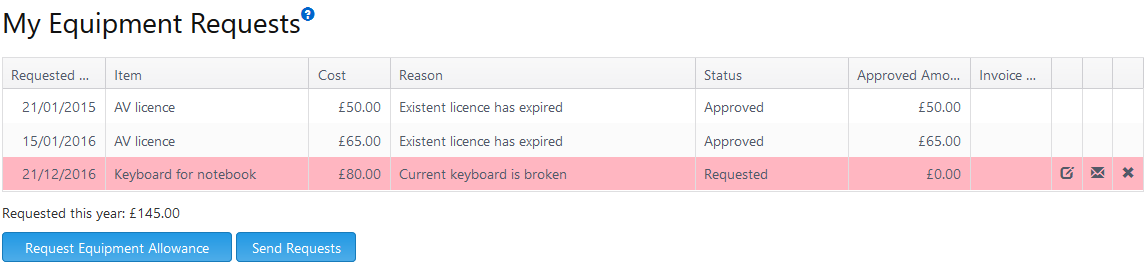 My Equipment Requests ?
Requested ... Item Cost Reason Status Approved Amo... Invoice ...
21/01/2015 AV licence £50.00 Existent licence has expired Approved £50.00
15/01/2016 AV licence £65.00 Existent licence has expired Approved £65.00
21/12/2016 Keyboard for notebook £80.00 Current keyboard is broken Requested £0.00
Requested this year: £145.00
Request Equipment Allowance Send Requests